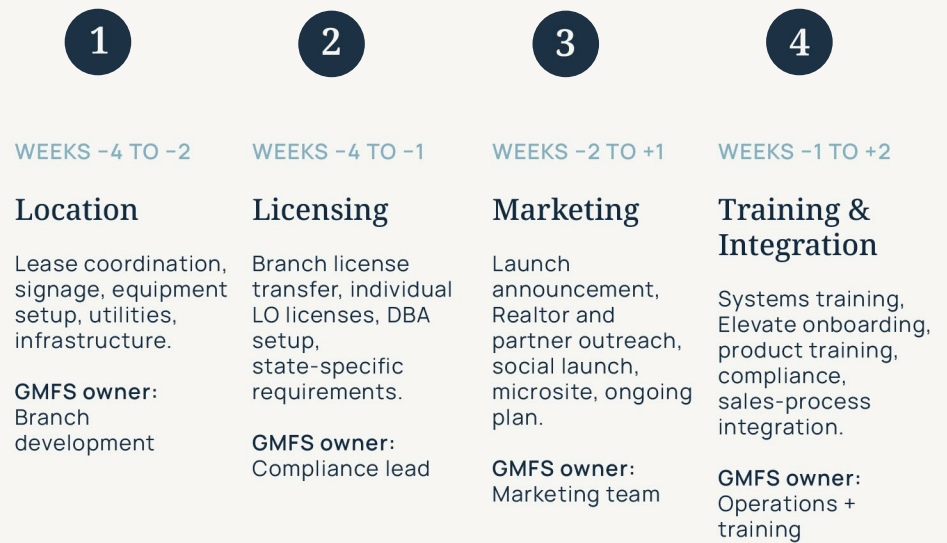 1
WEEKS −4 TO −2
Location
Lease coordination,
signage, equipment
setup, utilities,
infrastructure.
GMFS owner:
Branch
development
2
WEEKS −4 TO −1
Licensing
Branch license
transfer, individual
LO licenses, DBA
setup,
state-specific
requirements.
GMFS owner:
Compliance lead
3
WEEKS −2 TO +1
Marketing
Launch
announcement,
Realtor and
partner outreach,
social launch,
microsite, ongoing
plan.
GMFS owner:
Marketing team
4
WEEKS −1 TO +2
Training &
Integration
Systems training,
Elevate onboarding,
product training,
compliance,
sales-process
integration.
GMFS owner:
Operations +
training